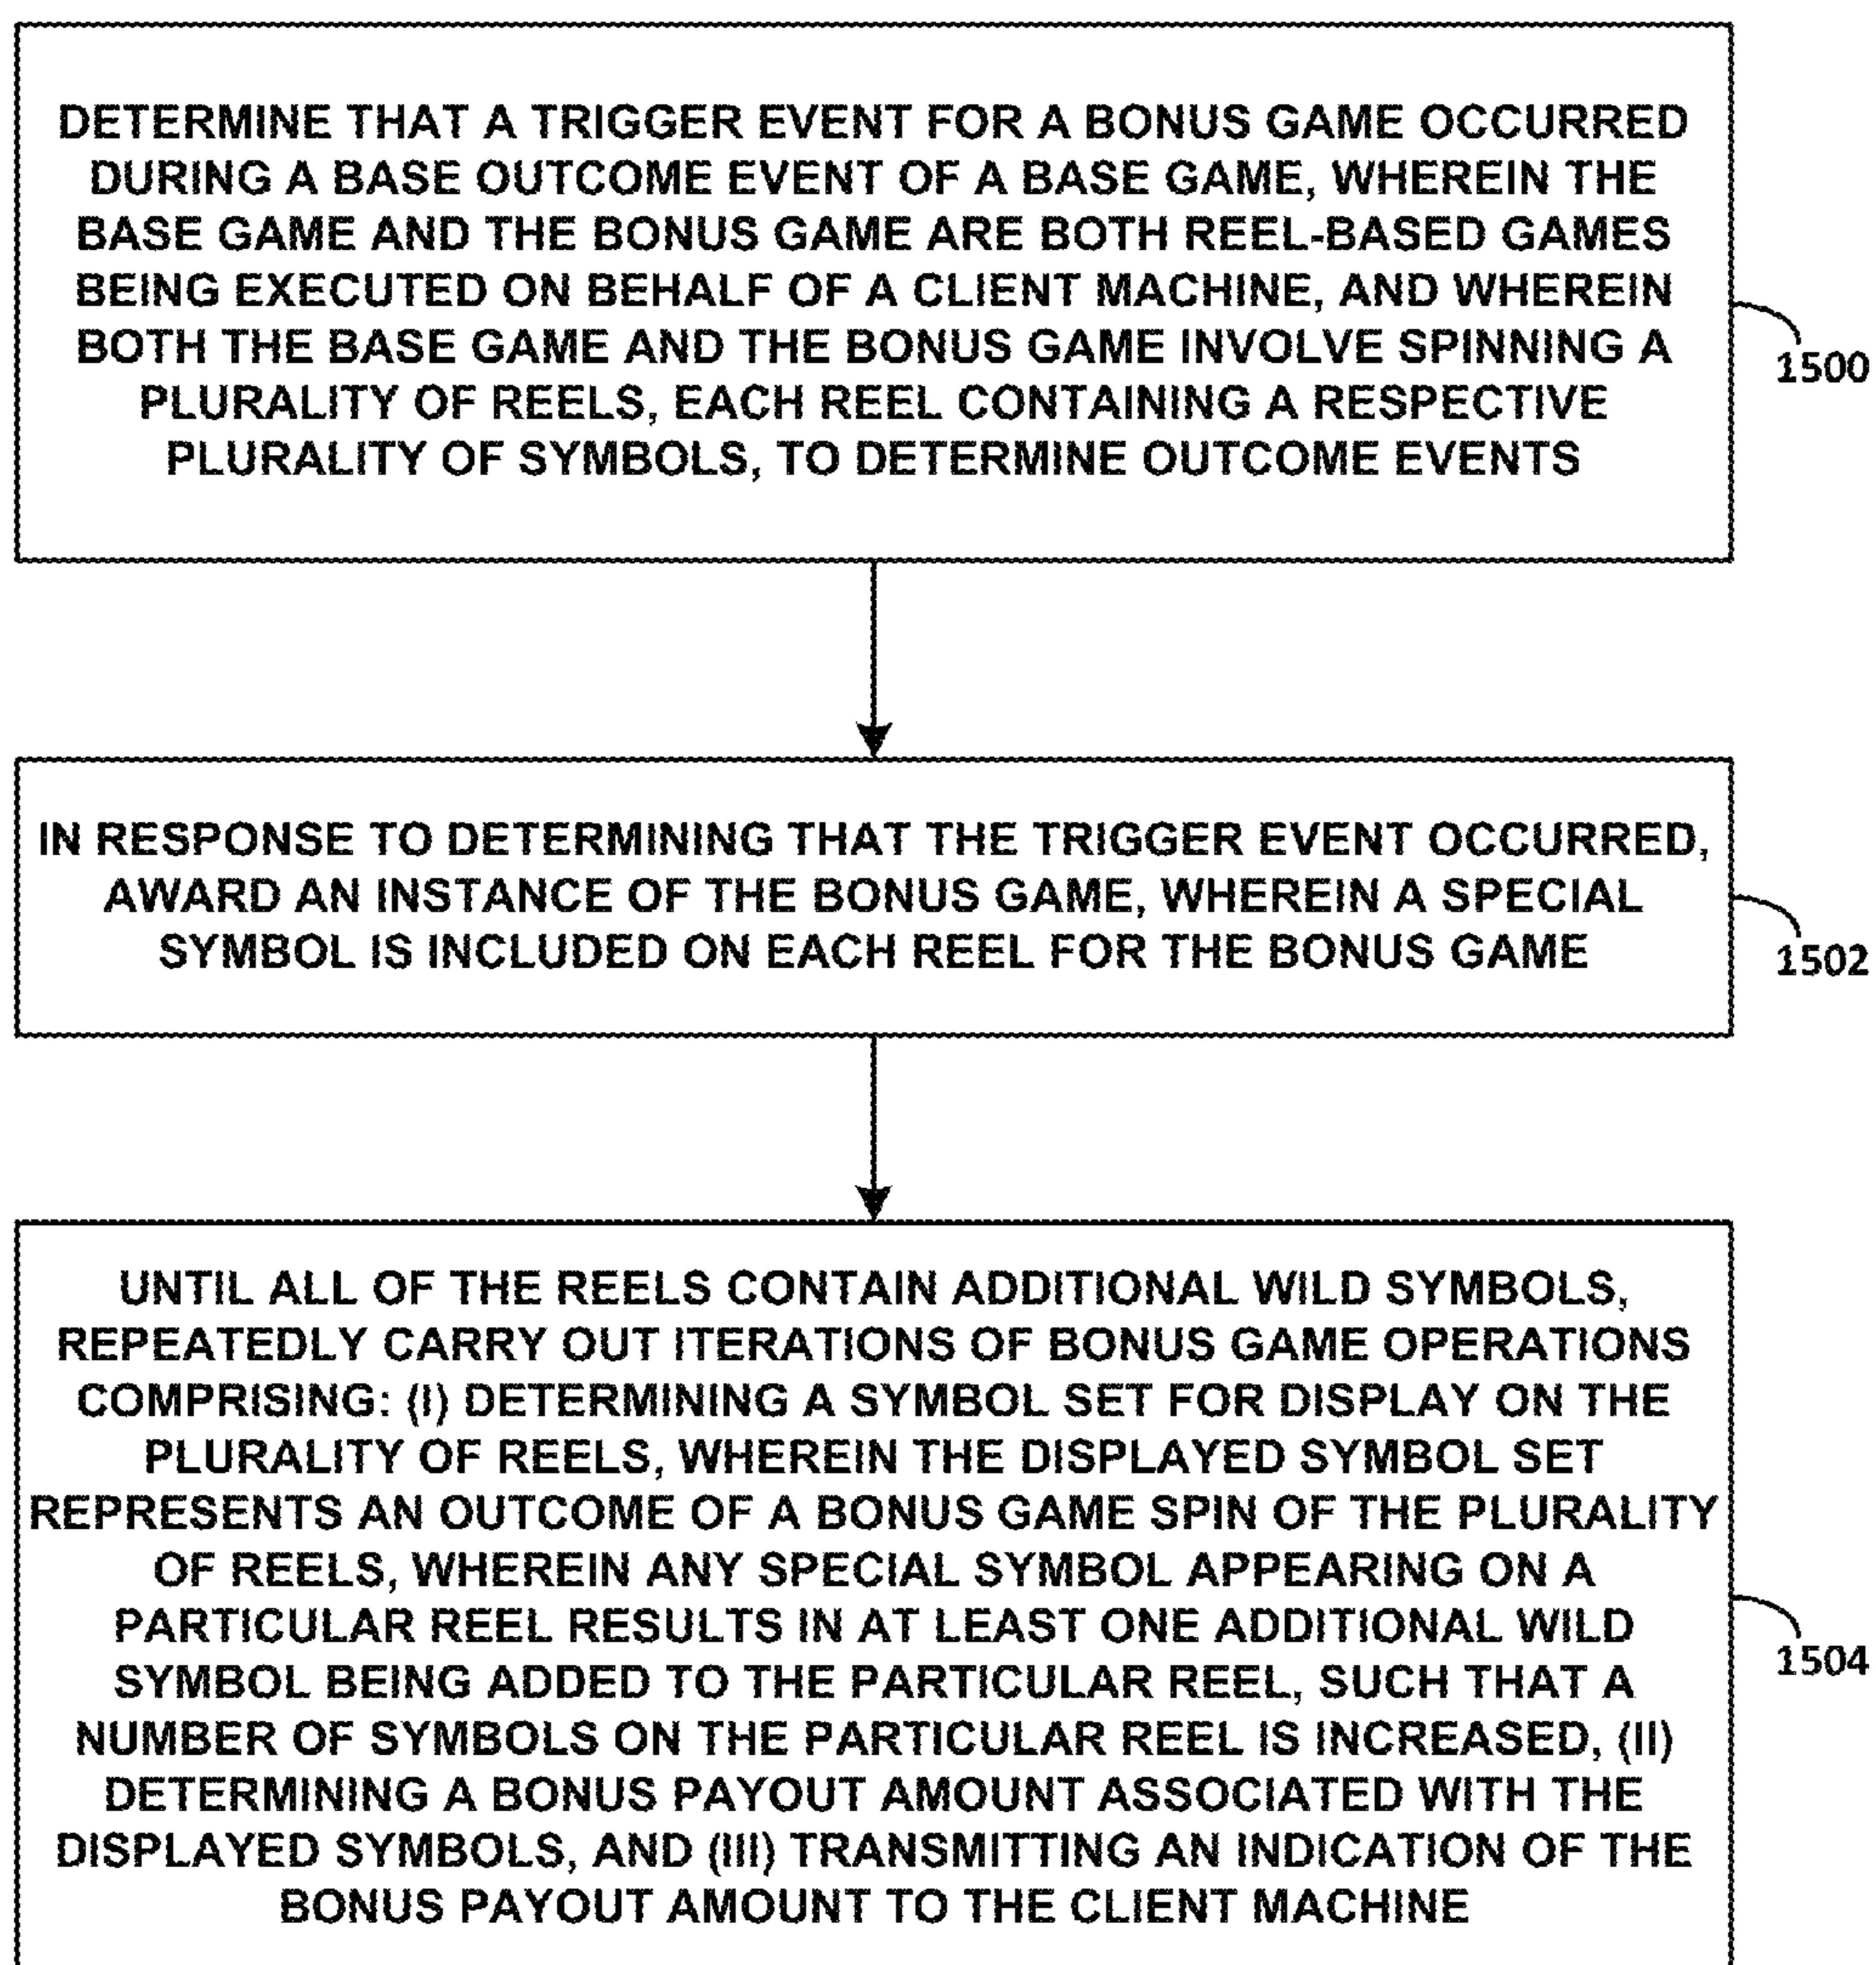 DETERMINE THAT A TRIGGER EVENT FOR A BONUS GAME OCCURRED
DURING A BASE OUTCOME EVENT OF A BASE GAME, WHEREIN THE
BASE GAME AND THE BONUS GAME ARE BOTH REEL-BASED GAMES
BEING EXECUTED ON BEHALF OF A CLIENT MACHINE, AND WHEREIN
BOTH THE BASE GAME AND THE BONUS GAME INVOLVE SPINNING A
PLURALITY OF REELS, EACH REEL CONTAINING A RESPECTIVE
PLURALITY OF SYMBOLS, TO DETERMINE OUTCOME EVENTS
1500
IN RESPONSE TO DETERMINING THAT THE TRIGGER EVENT OCCURRED,
AWARD AN INSTANCE OF THE BONUS GAME, WHEREIN A SPECIAL
SYMBOL IS INCLUDED ON EACH REEL FOR THE BONUS GAME
1502
UNTIL ALL OF THE REELS CONTAIN ADDITIONAL WILD SYMBOLS,
REPEATEDLY CARRY OUT ITERATIONS OF BONUS GAME OPERATIONS
COMPRISING: (I) DETERMINING A SYMBOL SET FOR DISPLAY ON THE
PLURALITY OF REELS, WHEREIN THE DISPLAYED SYMBOL SET
REPRESENTS AN OUTCOME OF A BONUS GAME SPIN OF THE PLURALITY
OF REELS, WHEREIN ANY SPECIAL SYMBOL APPEARING ON A
PARTICULAR REEL RESULTS IN AT LEAST ONE ADDITIONAL WILD
SYMBOL BEING ADDED TO THE PARTICULAR REEL, SUCH THAT A
NUMBER OF SYMBOLS ON THE PARTICULAR REEL IS INCREASED, (II)
DETERMINING A BONUS PAYOUT AMOUNT ASSOCIATED WITH THE
DISPLAYED SYMBOLS, AND (III) TRANSMITTING AN INDICATION OF THE
BONUS PAYOUT AMOUNT TO THE CLIENT MACHINE
1504